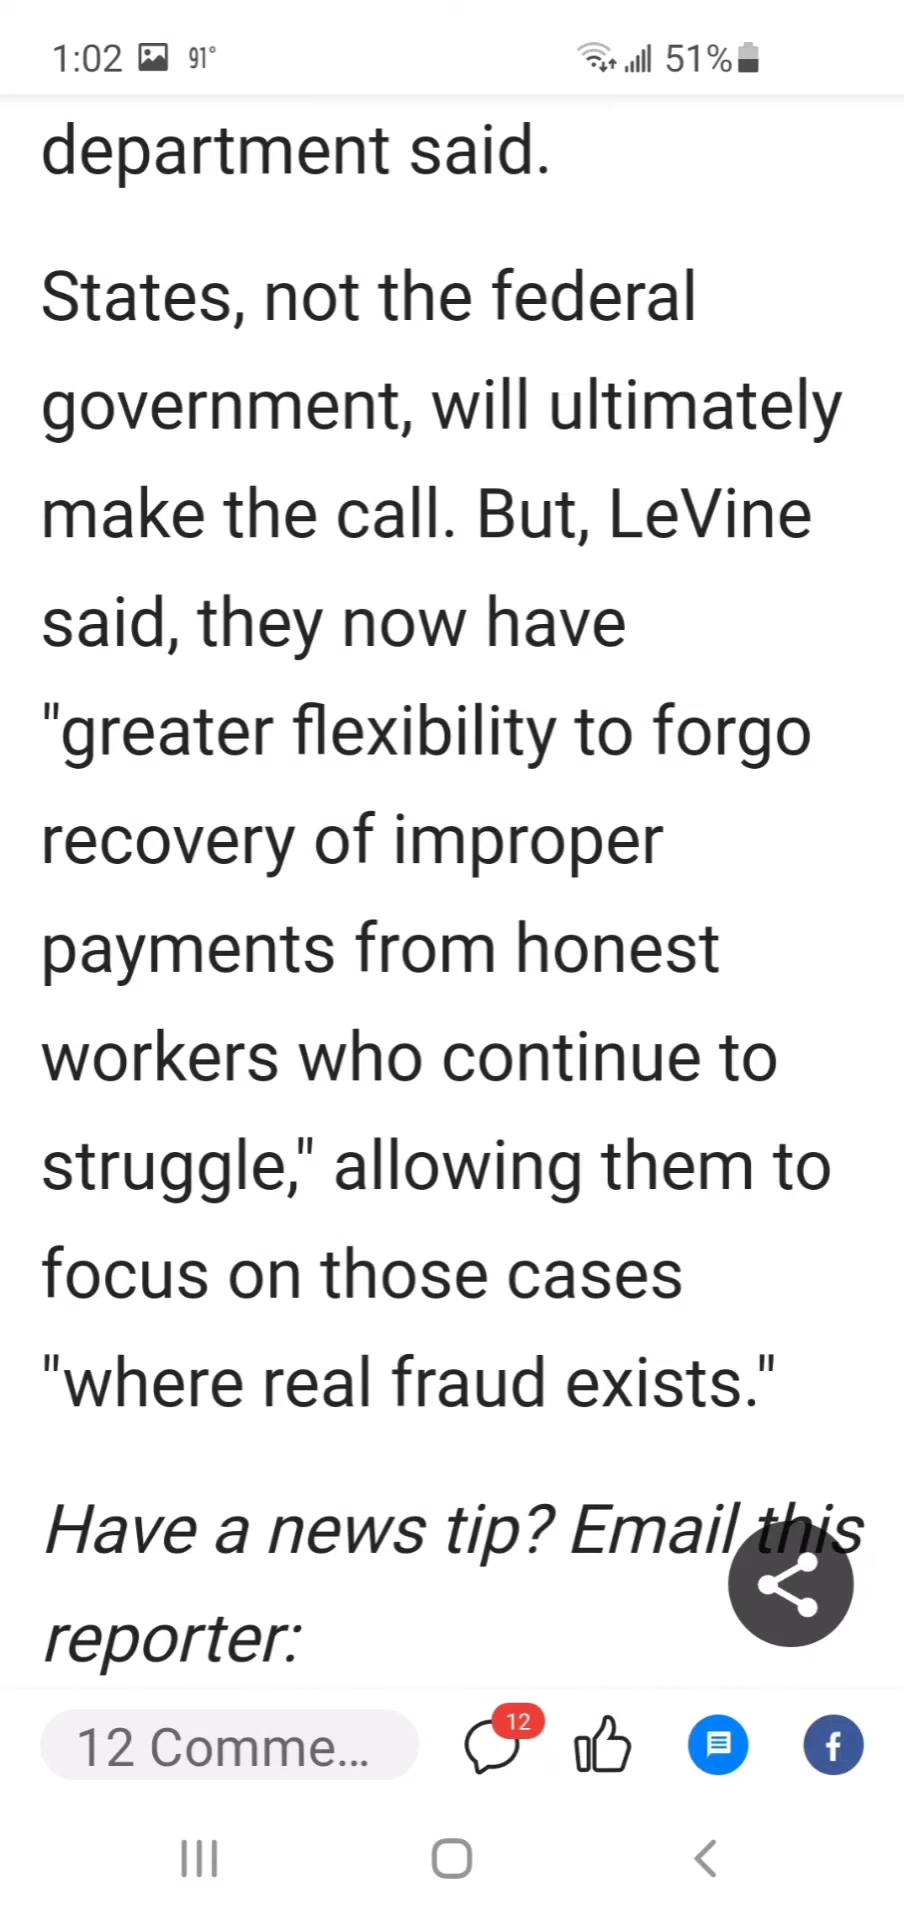 1:02 91° 51%
department said.
States, not the federal
government, will ultimately
make the call. But, LeVine
said, they now have
"greater flexibility to forgo
recovery of improper
payments from honest
workers who continue to
struggle," allowing them to
focus on those cases
"where real fraud exists."
Have a news tip? Email this
reporter:
12 Comme... 12 f